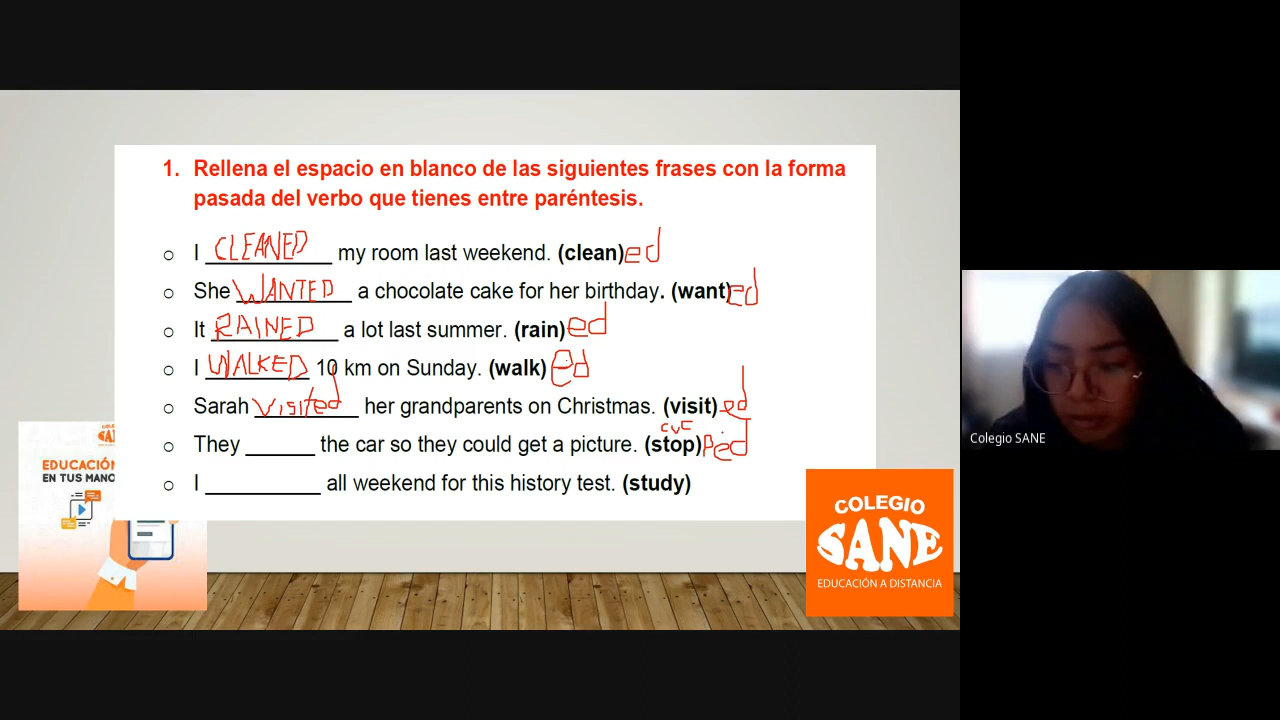 1. Rellena el espacio en blanco de las siguientes frases con la forma
pasada del verbo que tienes entre paréntesis.
o I CLEANED my room last weekend. (clean)ed
o She WANTED a chocolate cake for her birthday. (want)ed
o It RAINED a lot last summer. (rain)ed
o I WALKED 10 km on Sunday. (walk) ed
o Sarah visited her grandparents on Christmas. (visit) ed
cvc
o They ______ the car so they could get a picture. (stop)Ped
o I __________ all weekend for this history test. (study)
EDUCACIÓN
EN TUS MANO
COLEGIO
SANE
EDUCACIÓN A DISTANCIA
Colegio SANE